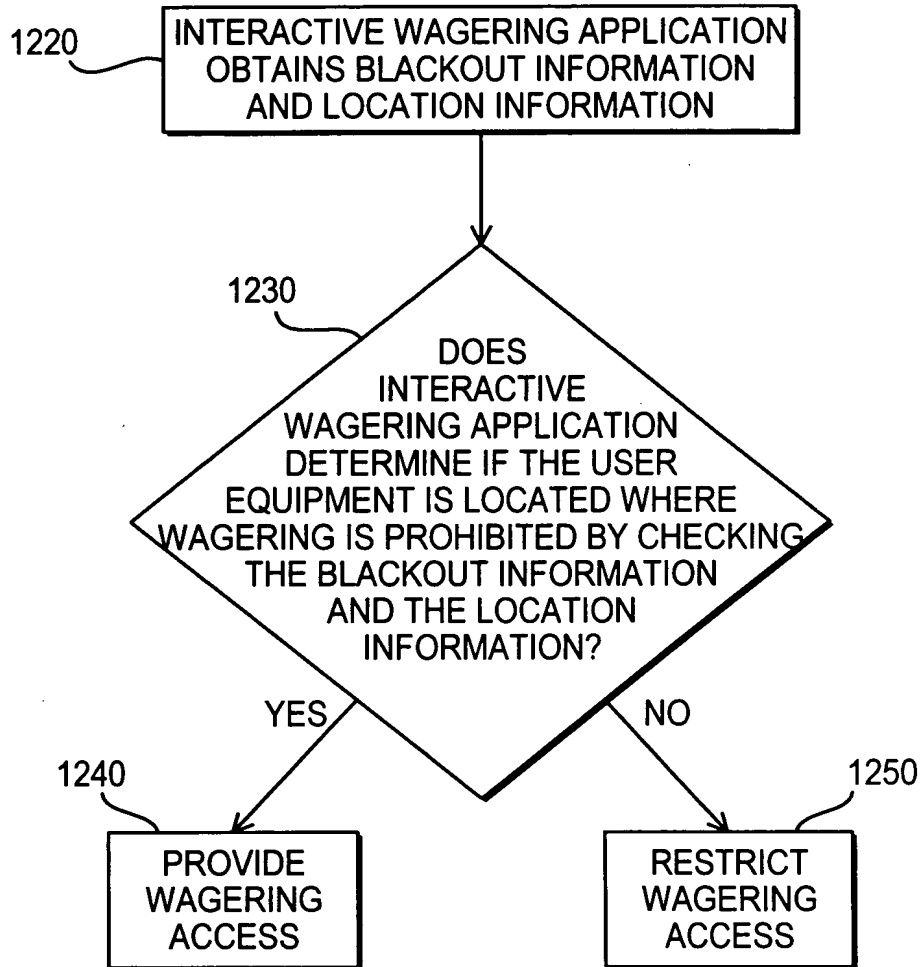 1220
INTERACTIVE WAGERING APPLICATION
OBTAINS BLACKOUT INFORMATION
AND LOCATION INFORMATION
1230
DOES
INTERACTIVE
WAGERING APPLICATION
DETERMINE IF THE USER
EQUIPMENT IS LOCATED WHERE
WAGERING IS PROHIBITED BY CHECKING
THE BLACKOUT INFORMATION
AND THE LOCATION
INFORMATION?
YES
NO
1240
PROVIDE
WAGERING
ACCESS
1250
RESTRICT
WAGERING
ACCESS